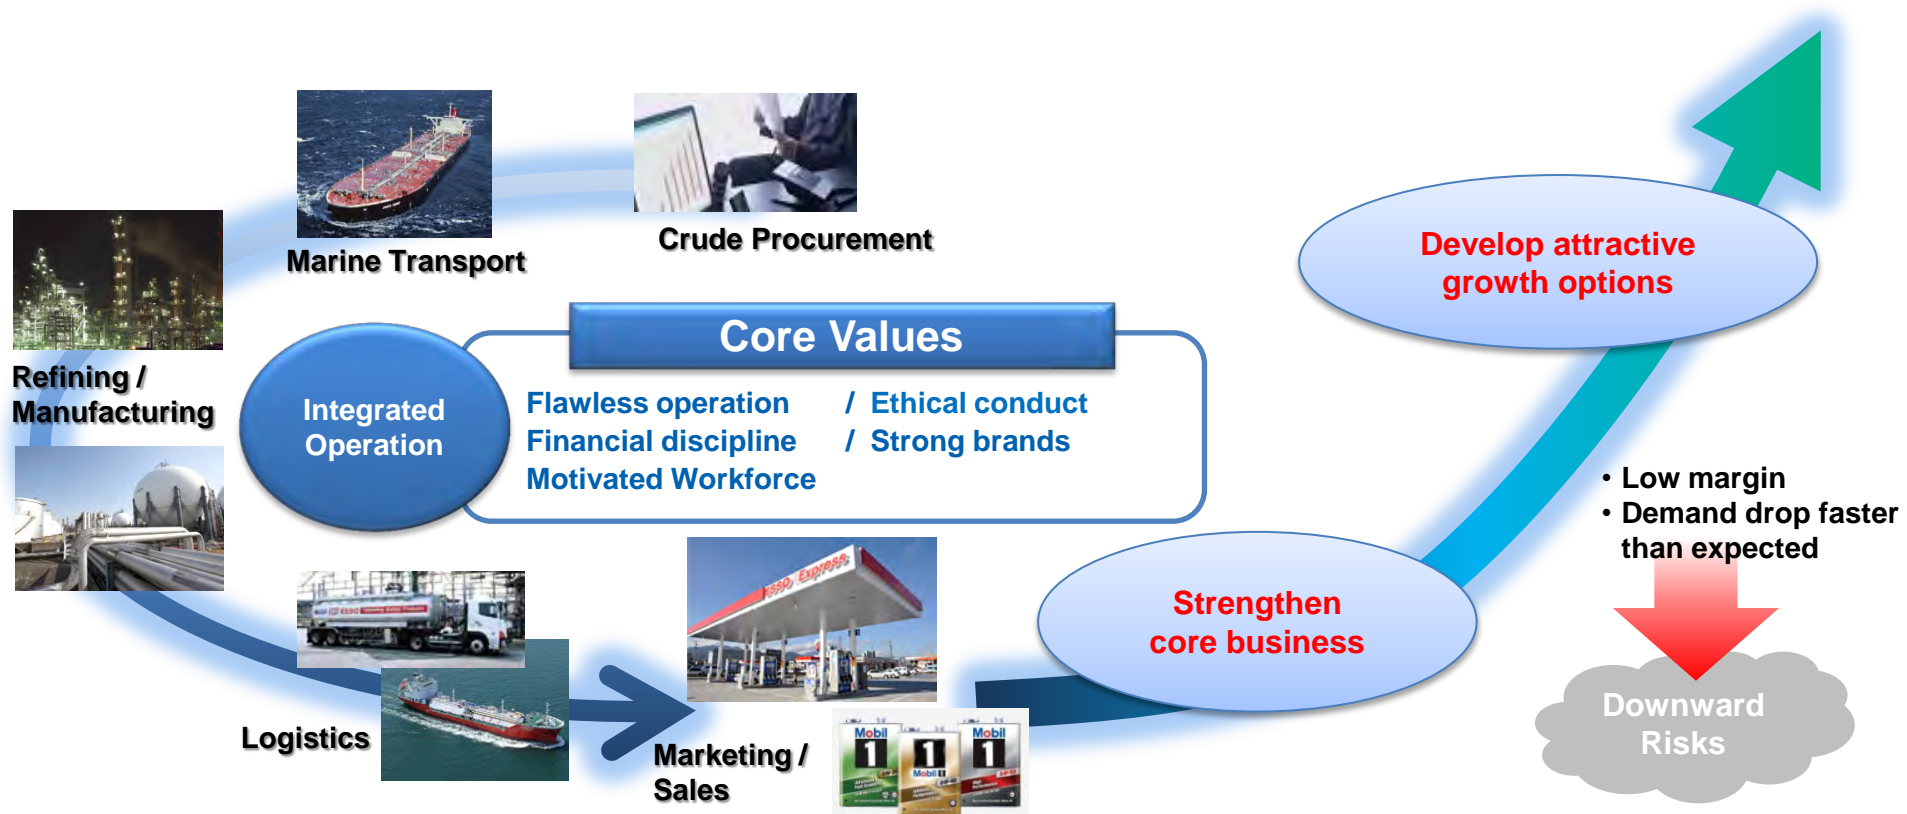 Crude Procurement
Marine Transport
Refining /
Manufacturing
Core Values
Integrated
Operation
Flawless operation / Ethical conduct
Financial discipline / Strong brands
Motivated Workforce
Develop attractive
growth options
Strengthen
core business
• Low margin
• Demand drop faster
than expected
Downward
Risks
Logistics
ESSO
Esso Express
Marketing /
Sales
Mobil
1
Mobil 1
1
Mobil
1